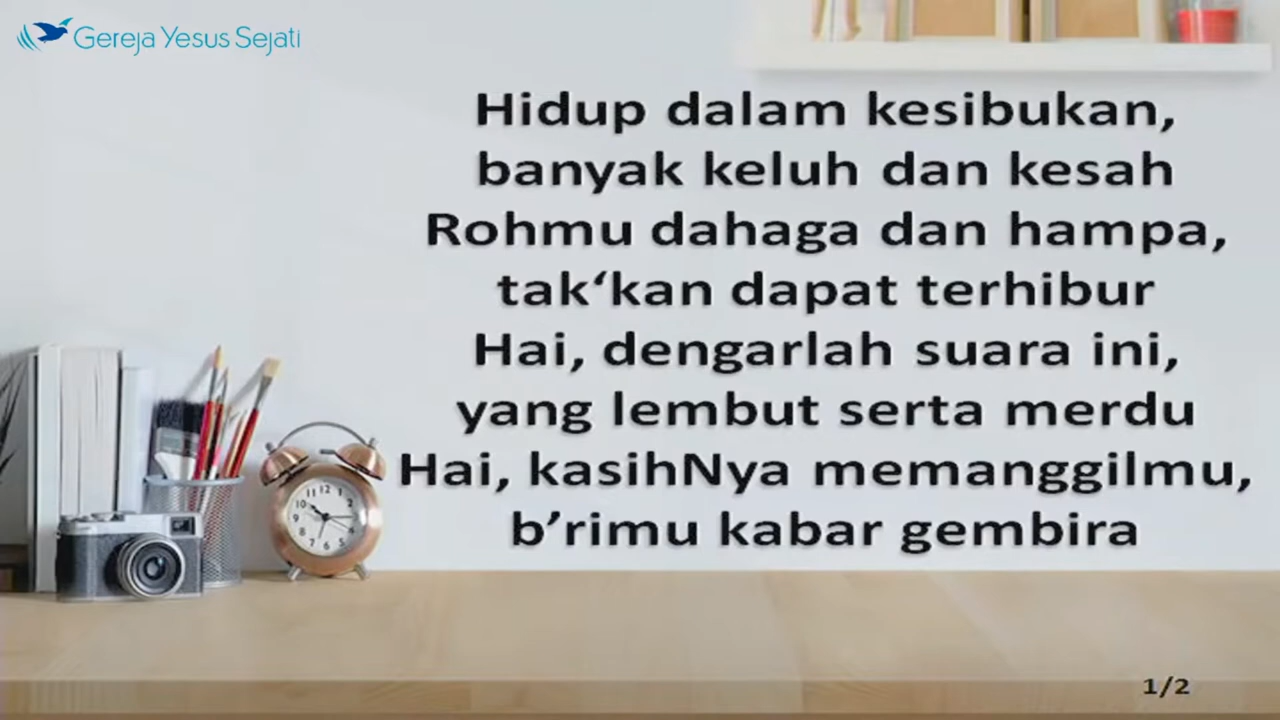 Gereja Yesus Sejati
Hidup dalam kesibukan,
banyak keluh dan kesah
Rohmu dahaga dan hampa,
tak‘kan dapat terhibur
Hai, dengarlah suara ini,
yang lembut serta merdu
Hai, kasihNya memanggilmu,
b’rimu kabar gembira
1/2